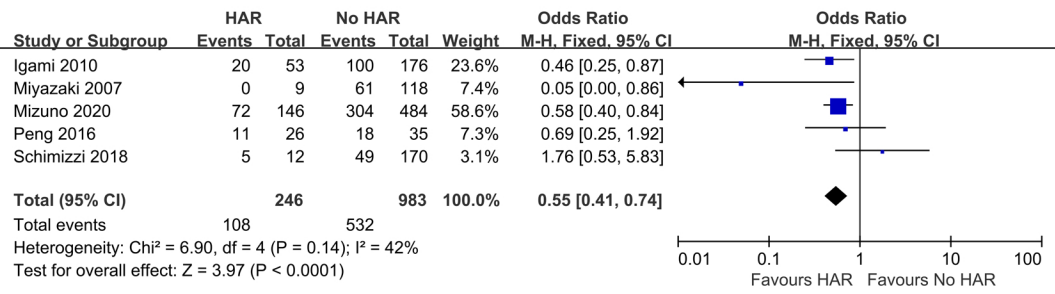 HAR No HAR Odds Ratio Odds Ratio
Study or Subgroup Events Total Events Total Weight M-H, Fixed, 95% CI M-H, Fixed, 95% CI
Igami 2010 20 53 100 176 23.6% 0.46 [0.25, 0.87]
Miyazaki 2007 0 9 61 118 7.4% 0.05 [0.00, 0.86]
Mizuno 2020 72 146 304 484 58.6% 0.58 [0.40, 0.84]
Peng 2016 11 26 18 35 7.3% 0.69 [0.25, 1.92]
Schimizzi 2018 5 12 49 170 3.1% 1.76 [0.53, 5.83]
Total (95% CI) 246 983 100.0% 0.55 [0.41, 0.74]
Total events 108 532
Heterogeneity: Chi² = 6.90, df = 4 (P = 0.14); I² = 42%
Test for overall effect: Z = 3.97 (P < 0.0001)
0.01 0.1 1 10 100
Favours HAR Favours No HAR